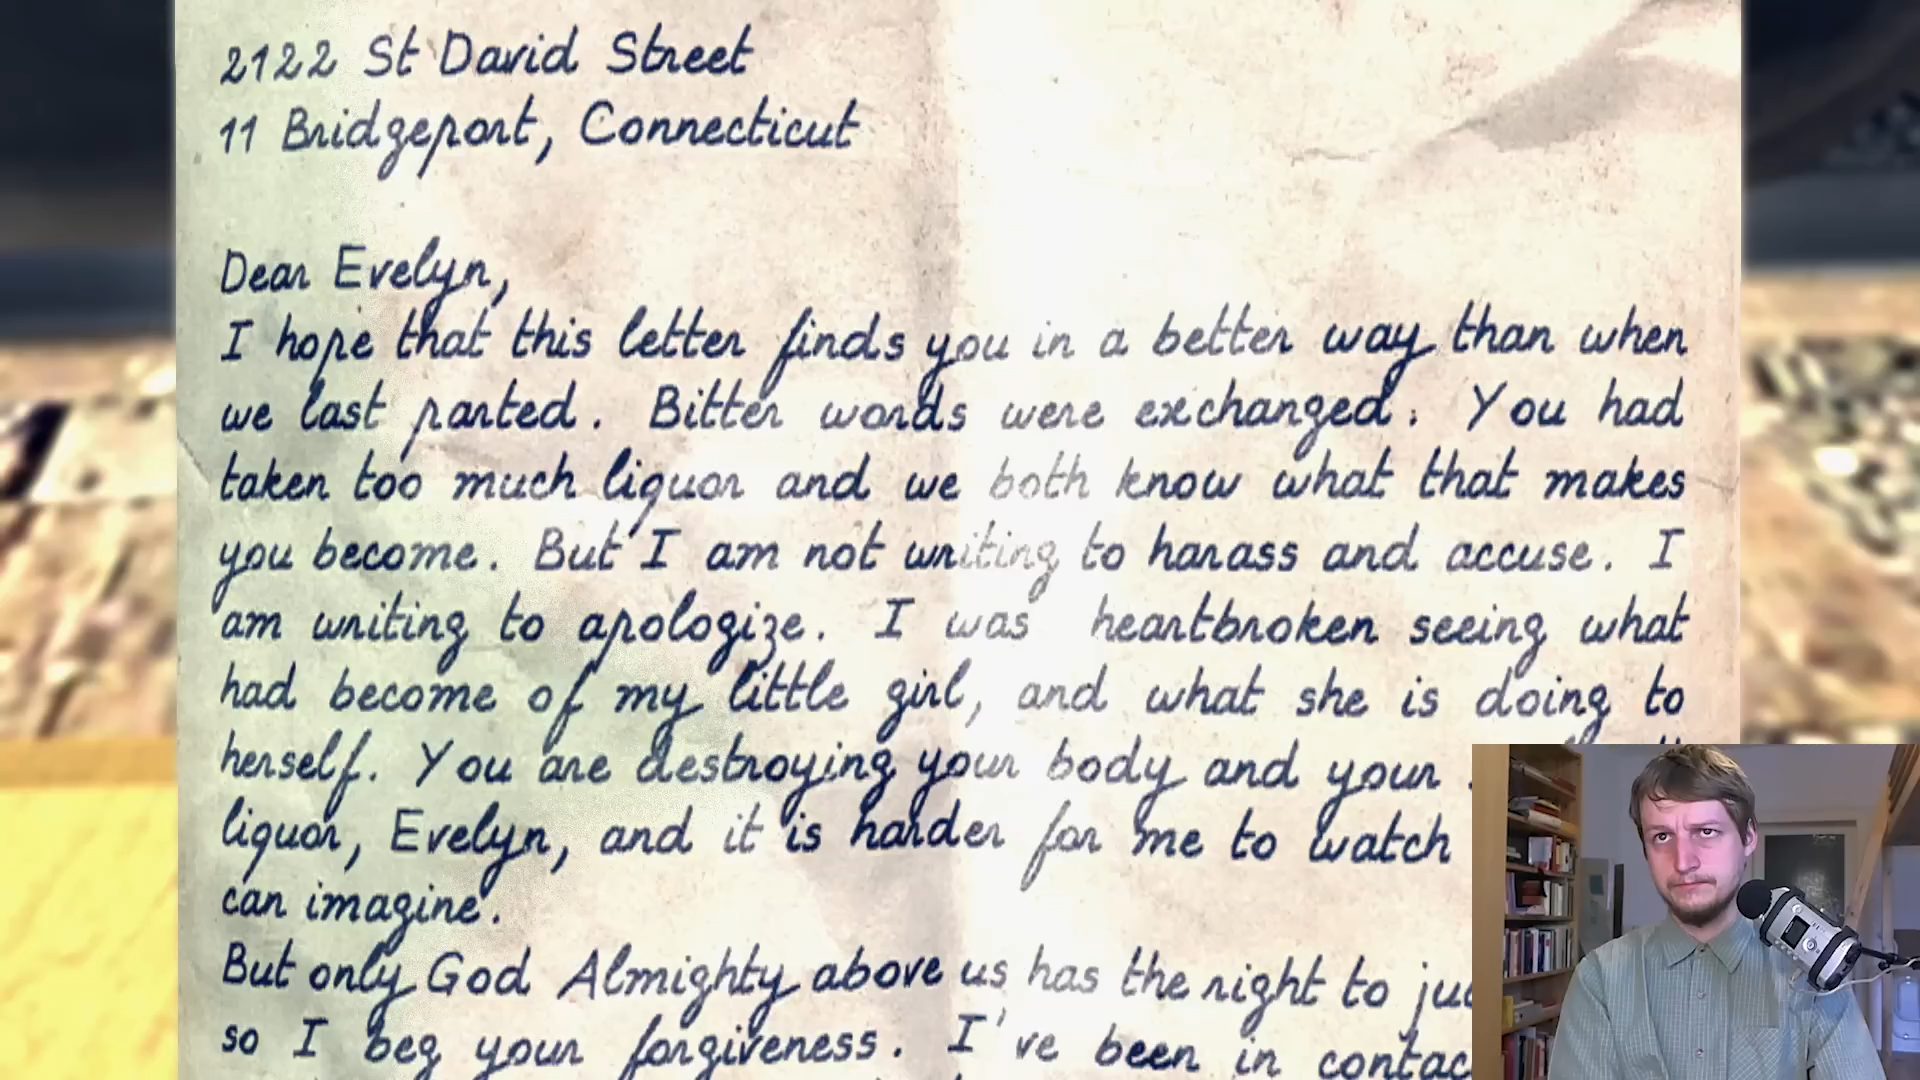 2122 St David Street
11 Bridgeport, Connecticut
Dear Evelyn,
I hope that this letter finds you in a better way than when
we last parted. Bitter words were exchanged. You had
taken too much liquor and we both know what that makes
you become. But I am not writing to harass and accuse. I
am writing to apologize. I was heartbroken seeing what
had become of my little girl, and what she is doing to
herself. You are destroying your body and your
liquor, Evelyn, and it is harder for me to watch
can imagine.
But only God Almighty above us has the right to
so I beg your forgiveness. I've been in